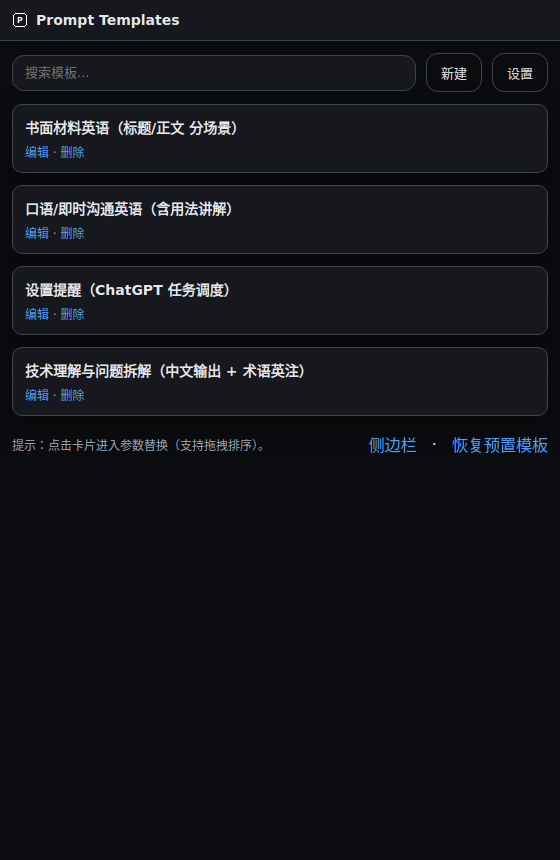 P Prompt Templates
搜索模板...
新建
设置
书面材料英语（标题/正文 分场景）
编辑 · 删除
口语/即时沟通英语（含用法讲解）
编辑 · 删除
设置提醒（ChatGPT 任务调度）
编辑 · 删除
技术理解与问题拆解（中文输出 + 术语英注）
编辑 · 删除
提示：点击卡片进入参数替换（支持拖拽排序）。
侧边栏 · 恢复预置模板